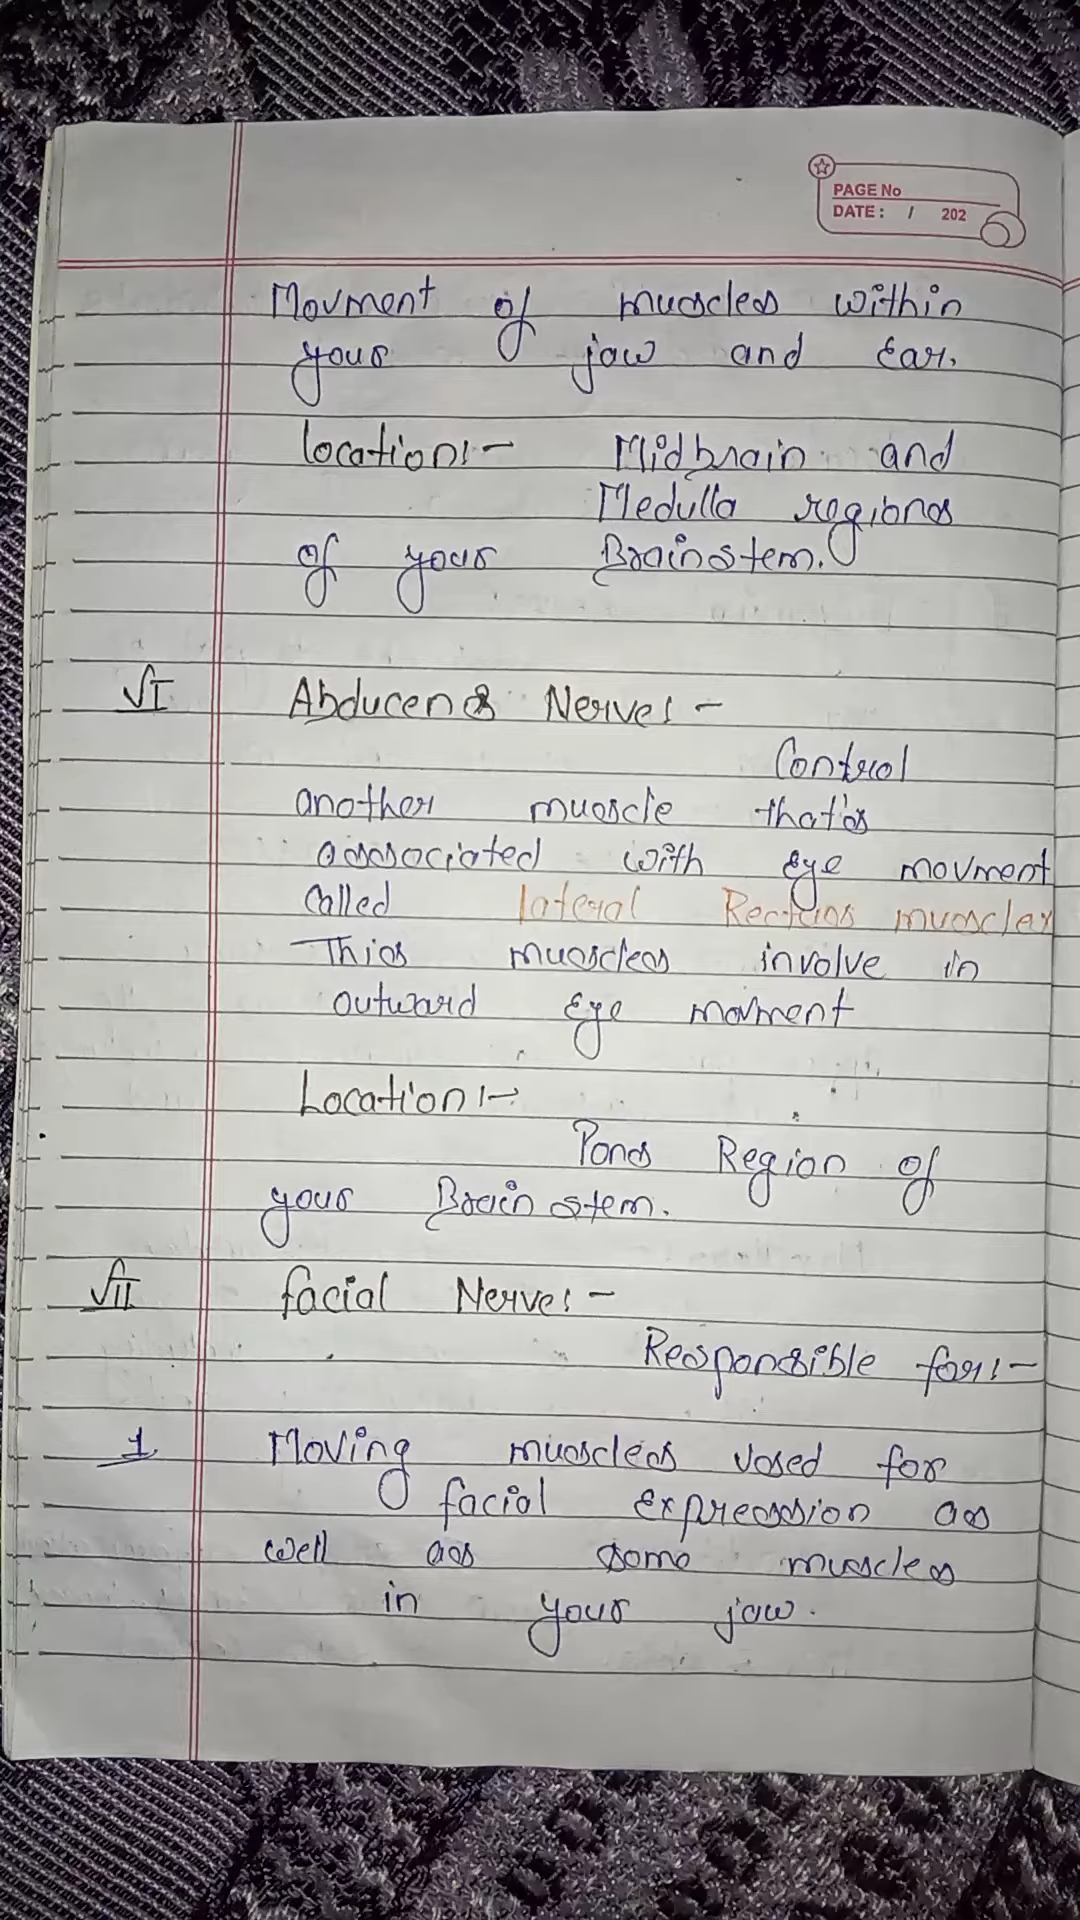 PAGE No
DATE: / 202
Movment of muscles within
your jaw and Ear.
location:- Midbrain and
Medulla regions
of your Brainstem.
VI Abducens Nerve:-
Control
another muscle that's
associated with Eye movment
called lateral Rectus muscles
This muscles involve in
outward Eye movment
Location:-
Pons Region of
your Brain stem.
VII facial Nerve:-
Responsible for:-
1 Moving muscles used for
facial expression as
well as some muscles
in your jaw.